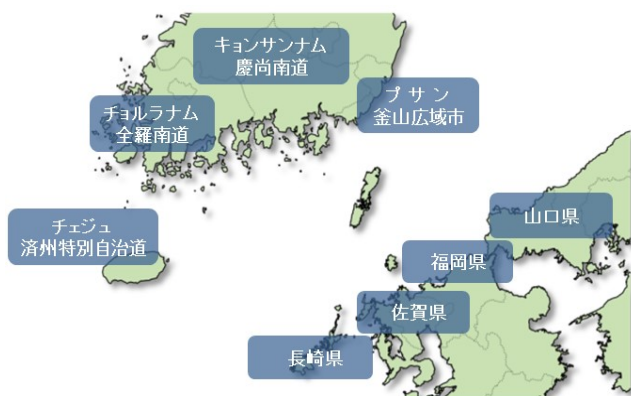 キョンサンナム
慶尚南道
プサン
釜山広域市
チョルラナム
全羅南道
チェジュ
済州特別自治道
山口県
福岡県
佐賀県
長崎県